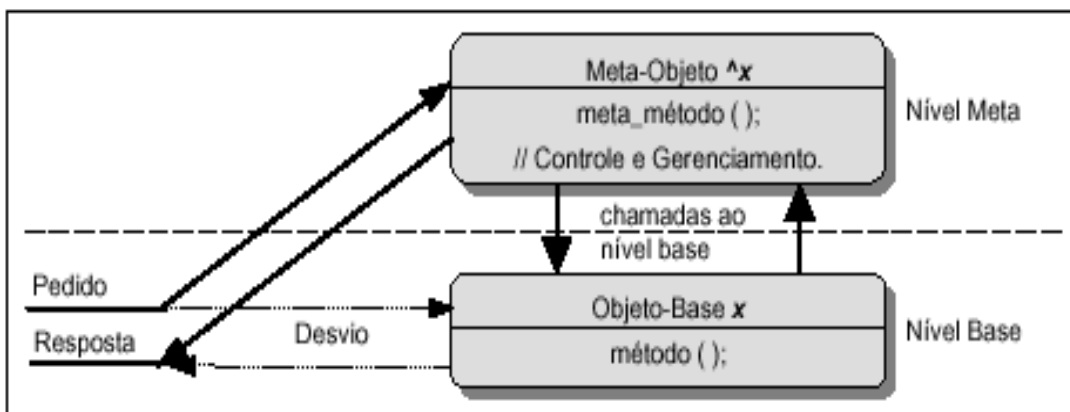 Meta-Objeto ^x
meta_método ( );
// Controle e Gerenciamento.
Nível Meta
chamadas ao
nível base
Pedido
Resposta
Desvio
Objeto-Base x
método ( );
Nível Base